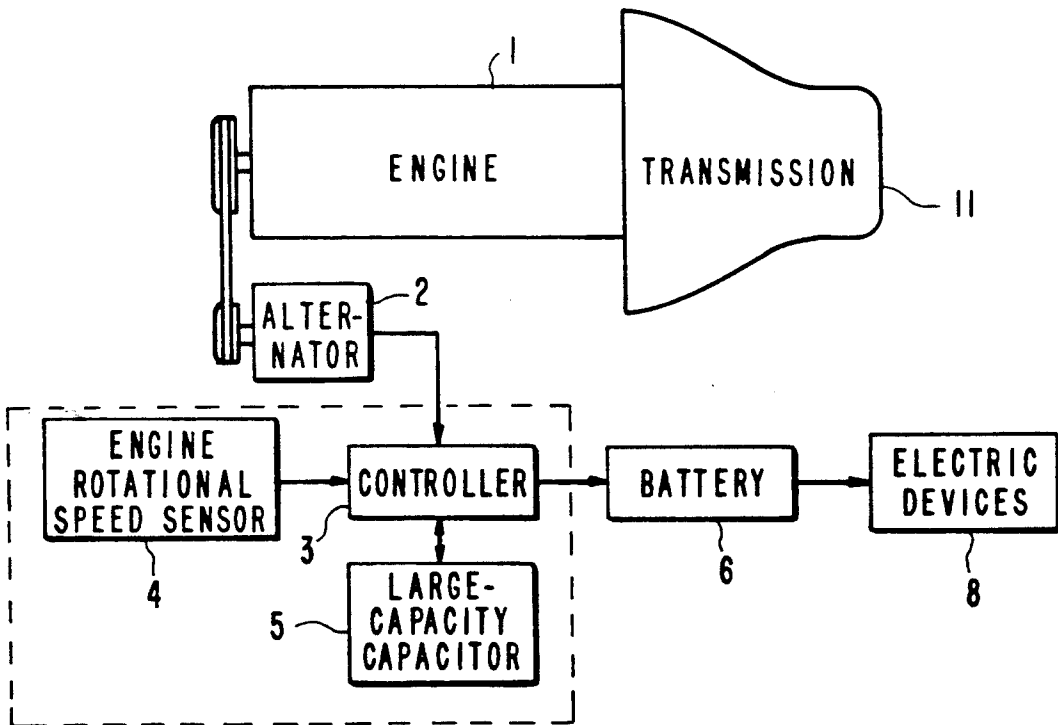 1
ENGINE
TRANSMISSION
11
2
ALTER-
NATOR
ENGINE
ROTATIONAL
SPEED SENSOR
4
CONTROLLER
3
BATTERY
6
ELECTRIC
DEVICES
8
5
LARGE-
CAPACITY
CAPACITOR